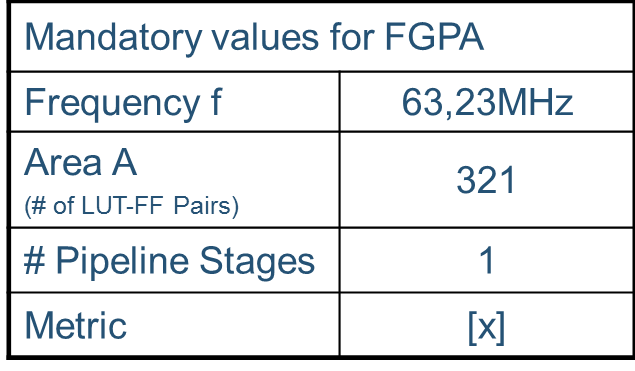 Mandatory values for FGPA
Frequency f 63,23MHz
Area A
(# of LUT-FF Pairs) 321
# Pipeline Stages 1
Metric [x]